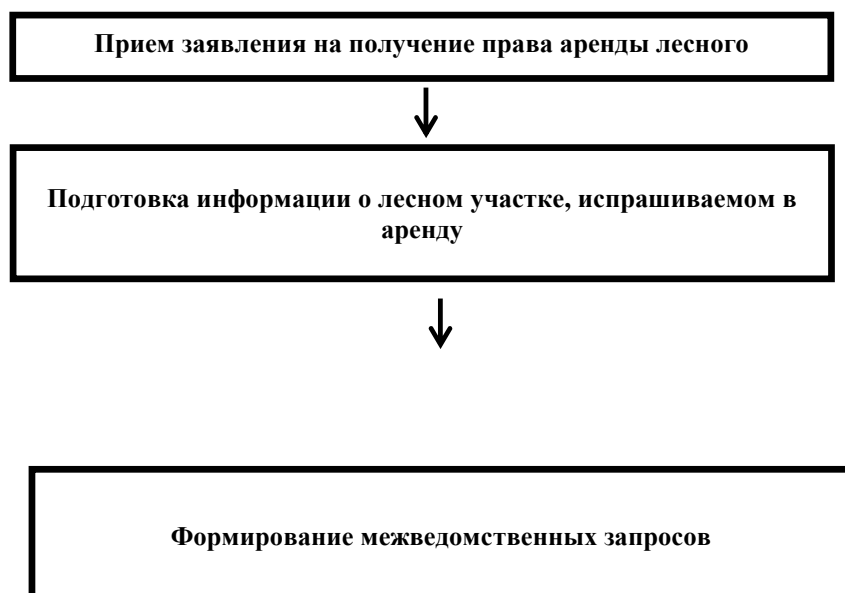 Прием заявления на получение права аренды лесного
Подготовка информации о лесном участке, испрашиваемом в
аренду
Формирование межведомственных запросов